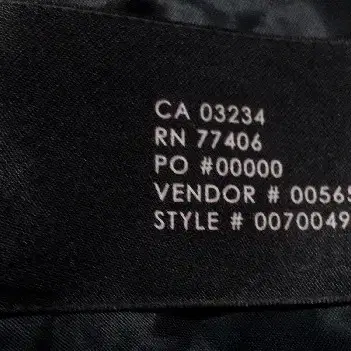 CA 03234
RN 77406
PO #00000
VENDOR # 00565
STYLE # 0070049